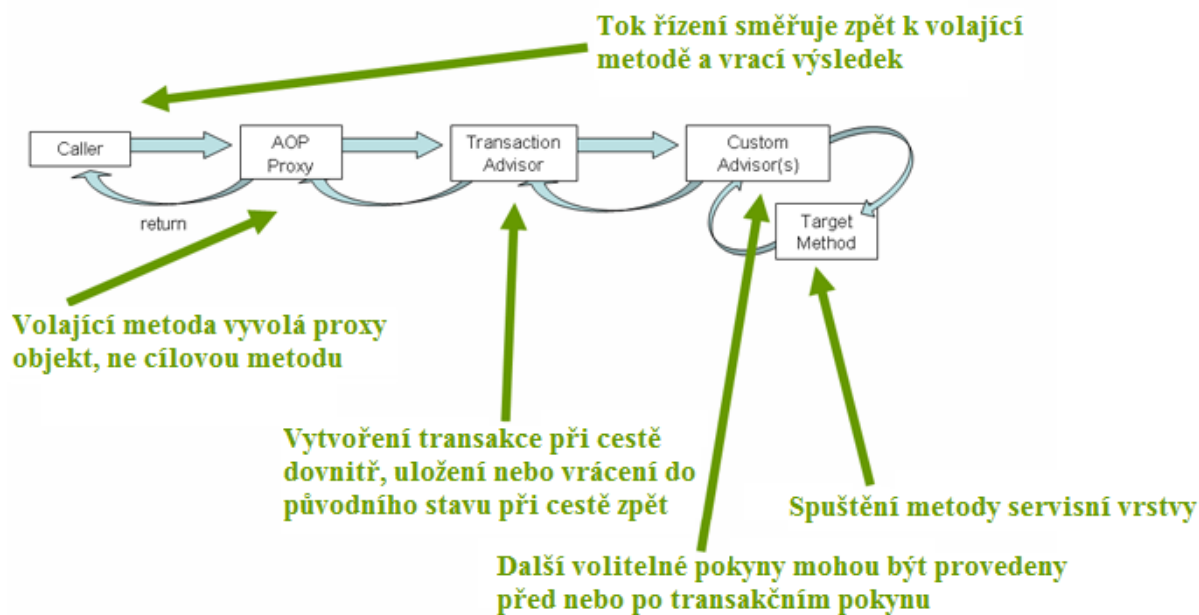 Tok řízení směřuje zpět k volající
metodě a vrací výsledek
Caller
AOP
Proxy
Transaction
Advisor
Custom
Advisor(s)
return
Target
Method
Volající metoda vyvolá proxy
objekt, ne cílovou metodu
Vytvoření transakce při cestě
dovnitř, uložení nebo vrácení do
původního stavu při cestě zpět
Spuštění metody servisní vrstvy
Další volitelné pokyny mohou být provedeny
před nebo po transakčním pokynu